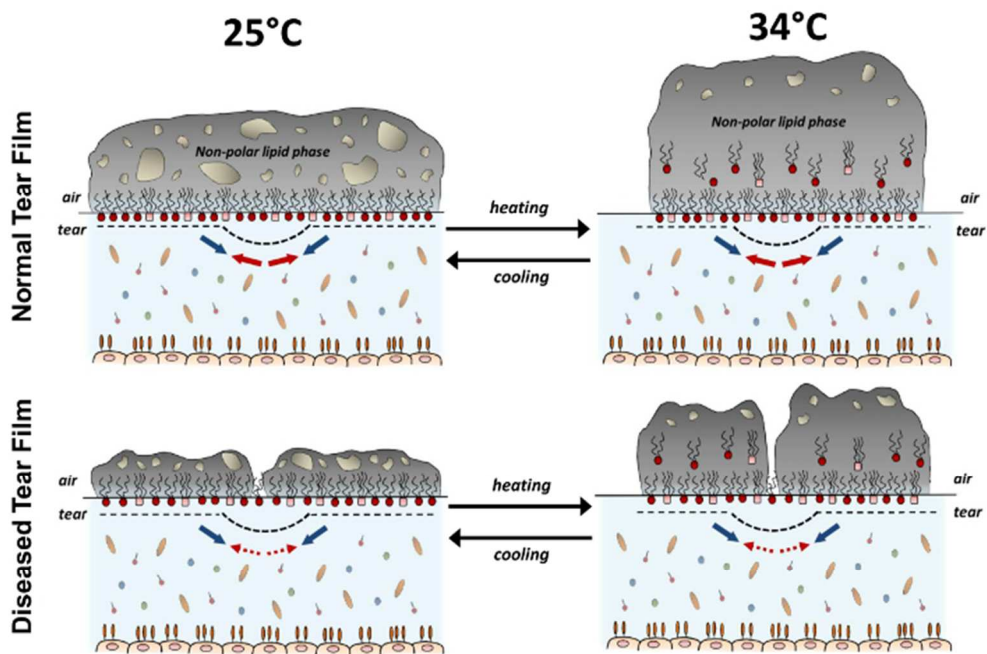 25°C
34°C
Normal Tear Film
Non-polar lipid phase
air
tear
heating
cooling
Non-polar lipid phase
air
tear
Diseased Tear Film
air
tear
heating
cooling
air
tear